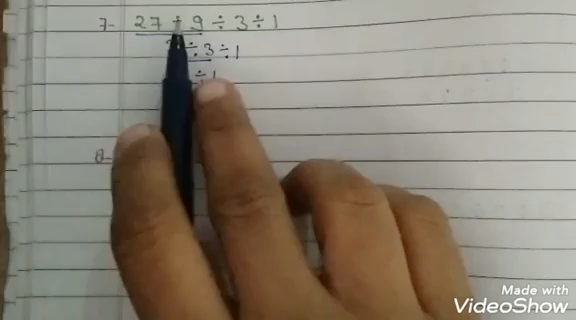 7- 27 ÷ 9 ÷ 3 ÷ 1
÷ 3 ÷ 1
÷ 1
8-
Made with
VideoShow